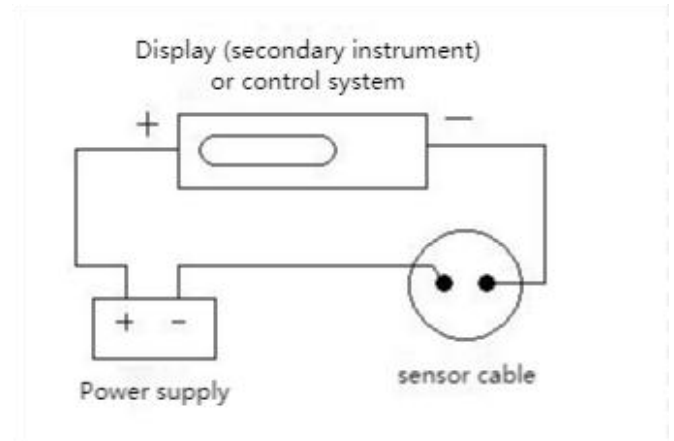 Display (secondary instrument)
or control system
+ −
+ -
sensor cable
Power supply